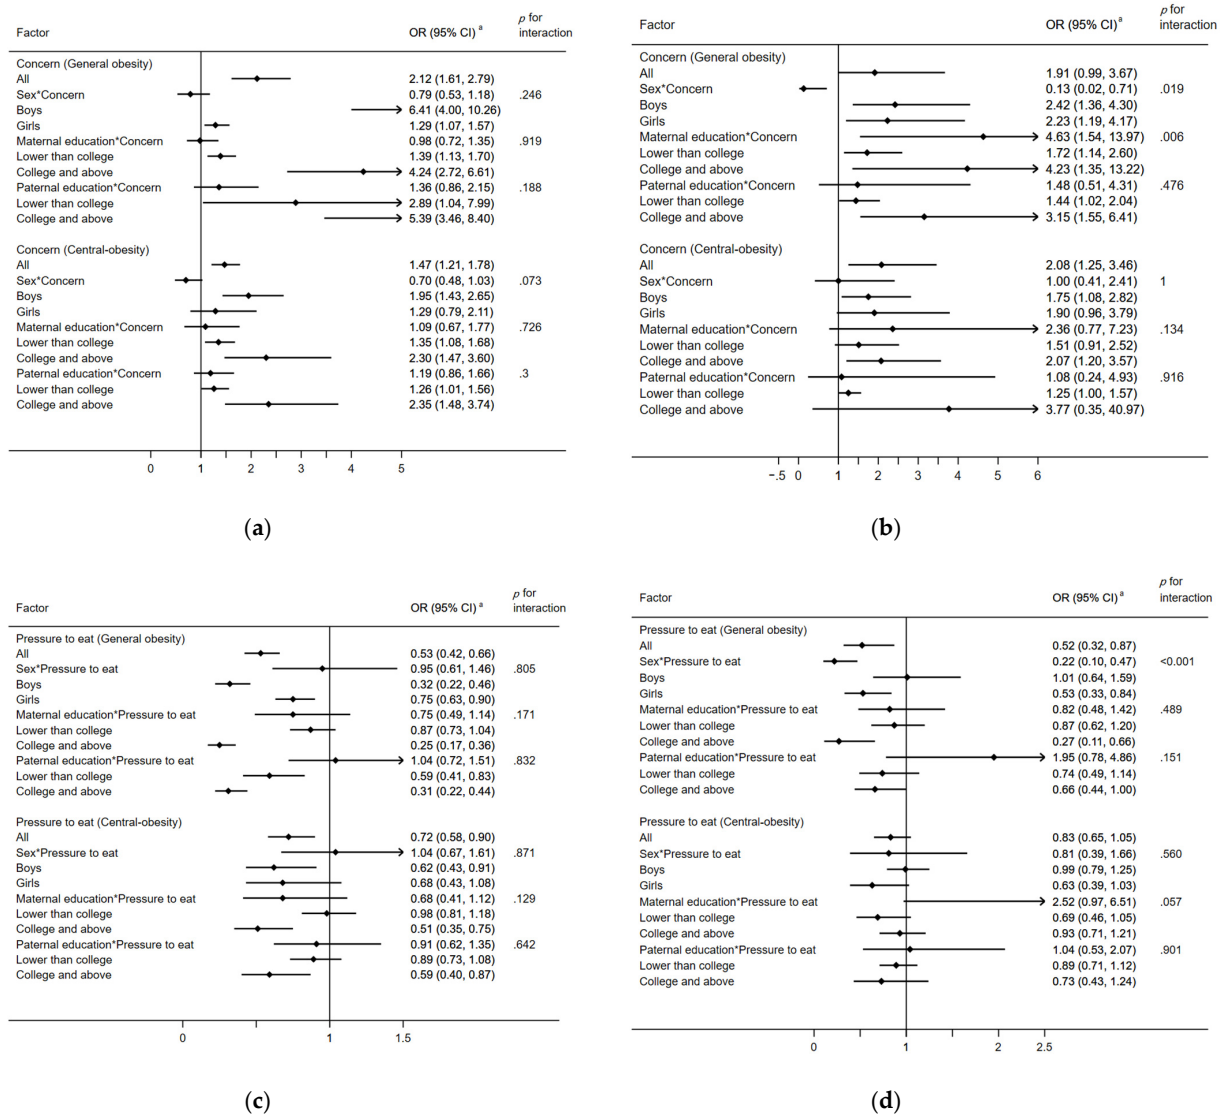 p for
Factor OR (95% CI) a interaction
Concern (General obesity)
All 2.12 (1.61, 2.79)
Sex*Concern 0.79 (0.53, 1.18) .246
Boys 6.41 (4.00, 10.26)
Girls 1.29 (1.07, 1.57)
Maternal education*Concern 0.98 (0.72, 1.35) .919
Lower than college 1.39 (1.13, 1.70)
College and above 4.24 (2.72, 6.61)
Paternal education*Concern 1.36 (0.86, 2.15) .188
Lower than college 2.89 (1.04, 7.99)
College and above 5.39 (3.46, 8.40)
Concern (Central-obesity)
All 1.47 (1.21, 1.78)
Sex*Concern 0.70 (0.48, 1.03) .073
Boys 1.95 (1.43, 2.65)
Girls 1.29 (0.79, 2.11)
Maternal education*Concern 1.09 (0.67, 1.77) .726
Lower than college 1.35 (1.08, 1.68)
College and above 2.30 (1.47, 3.60)
Paternal education*Concern 1.19 (0.86, 1.66) .3
Lower than college 1.26 (1.01, 1.56)
College and above 2.35 (1.48, 3.74)
0 1 2 3 4 5
(a)
p for
Factor OR (95% CI) a interaction
Concern (General obesity)
All 1.91 (0.99, 3.67)
Sex*Concern 0.13 (0.02, 0.71) .019
Boys 2.42 (1.36, 4.30)
Girls 2.23 (1.19, 4.17)
Maternal education*Concern 4.63 (1.54, 13.97) .006
Lower than college 1.72 (1.14, 2.60)
College and above 4.23 (1.35, 13.22)
Paternal education*Concern 1.48 (0.51, 4.31) .476
Lower than college 1.44 (1.02, 2.04)
College and above 3.15 (1.55, 6.41)
Concern (Central-obesity)
All 2.08 (1.25, 3.46)
Sex*Concern 1.00 (0.41, 2.41) 1
Boys 1.75 (1.08, 2.82)
Girls 1.90 (0.96, 3.79)
Maternal education*Concern 2.36 (0.77, 7.23) .134
Lower than college 1.51 (0.91, 2.52)
College and above 2.07 (1.20, 3.57)
Paternal education*Concern 1.08 (0.24, 4.93) .916
Lower than college 1.25 (1.00, 1.57)
College and above 3.77 (0.35, 40.97)
-.5 0 1 2 3 4 5 6
(b)
p for
Factor OR (95% CI) a interaction
Pressure to eat (General obesity)
All 0.53 (0.42, 0.66)
Sex*Pressure to eat 0.95 (0.61, 1.46) .805
Boys 0.32 (0.22, 0.46)
Girls 0.75 (0.63, 0.90)
Maternal education*Pressure to eat 0.75 (0.49, 1.14) .171
Lower than college 0.87 (0.73, 1.04)
College and above 0.25 (0.17, 0.36)
Paternal education*Pressure to eat 1.04 (0.72, 1.51) .832
Lower than college 0.59 (0.41, 0.83)
College and above 0.31 (0.22, 0.44)
Pressure to eat (Central-obesity)
All 0.72 (0.58, 0.90)
Sex*Pressure to eat 1.04 (0.67, 1.61) .871
Boys 0.62 (0.43, 0.91)
Girls 0.68 (0.43, 1.08)
Maternal education*Pressure to eat 0.68 (0.41, 1.12) .129
Lower than college 0.98 (0.81, 1.18)
College and above 0.51 (0.35, 0.75)
Paternal education*Pressure to eat 0.91 (0.62, 1.35) .642
Lower than college 0.89 (0.73, 1.08)
College and above 0.59 (0.40, 0.87)
0 1 1.5
(c)
p for
Factor OR (95% CI) a interaction
Pressure to eat (General obesity)
All 0.52 (0.32, 0.87)
Sex*Pressure to eat 0.22 (0.10, 0.47) <0.001
Boys 1.01 (0.64, 1.59)
Girls 0.53 (0.33, 0.84)
Maternal education*Pressure to eat 0.82 (0.48, 1.42) .489
Lower than college 0.87 (0.62, 1.20)
College and above 0.27 (0.11, 0.66)
Paternal education*Pressure to eat 1.95 (0.78, 4.86) .151
Lower than college 0.74 (0.49, 1.14)
College and above 0.66 (0.44, 1.00)
Pressure to eat (Central-obesity)
All 0.83 (0.65, 1.05)
Sex*Pressure to eat 0.81 (0.39, 1.66) .560
Boys 0.99 (0.79, 1.25)
Girls 0.63 (0.39, 1.03)
Maternal education*Pressure to eat 2.52 (0.97, 6.51) .057
Lower than college 0.69 (0.46, 1.05)
College and above 0.93 (0.71, 1.21)
Paternal education*Pressure to eat 1.04 (0.53, 2.07) .901
Lower than college 0.89 (0.71, 1.12)
College and above 0.73 (0.43, 1.24)
0 1 2 2.5
(d)